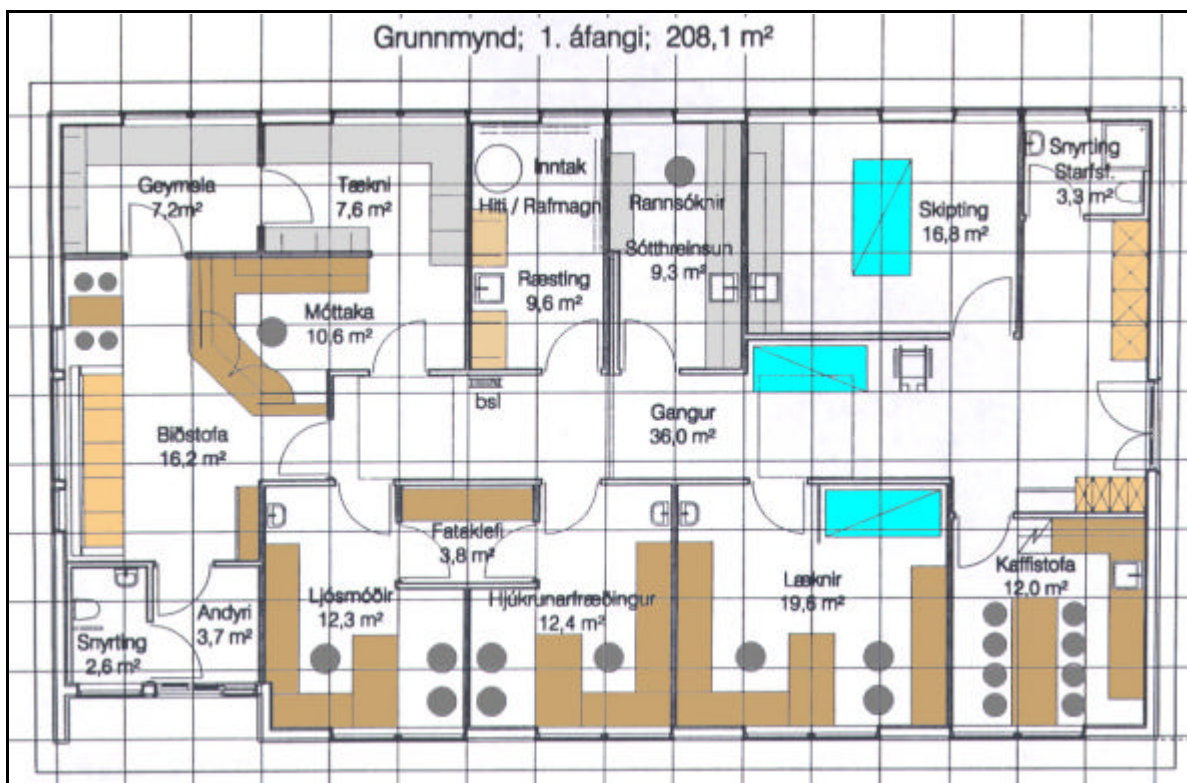 Grunnmynd; 1. áfangi; 208,1 m²
Geymsla
7,2m²
Tækni
7,6 m²
Inntak
Hiti / Rafmagn
Ræsting
9,6 m²
Rannsóknir
Sótthreinsun
9,3 m²
Skipting
16,8 m²
Snyrting
Starfsf.
3,3 m²
Móttaka
10,6 m²
bsl
Gangur
36,0 m²
Biðstofa
16,2 m²
Fataklefi
3,8 m²
Snyrting
2,6 m²
Andyri
3,7 m²
Ljósmóðir
12,3 m²
Hjúkrunarfræðingur
12,4 m²
Læknir
19,6 m²
Kaffistofa
12,0 m²